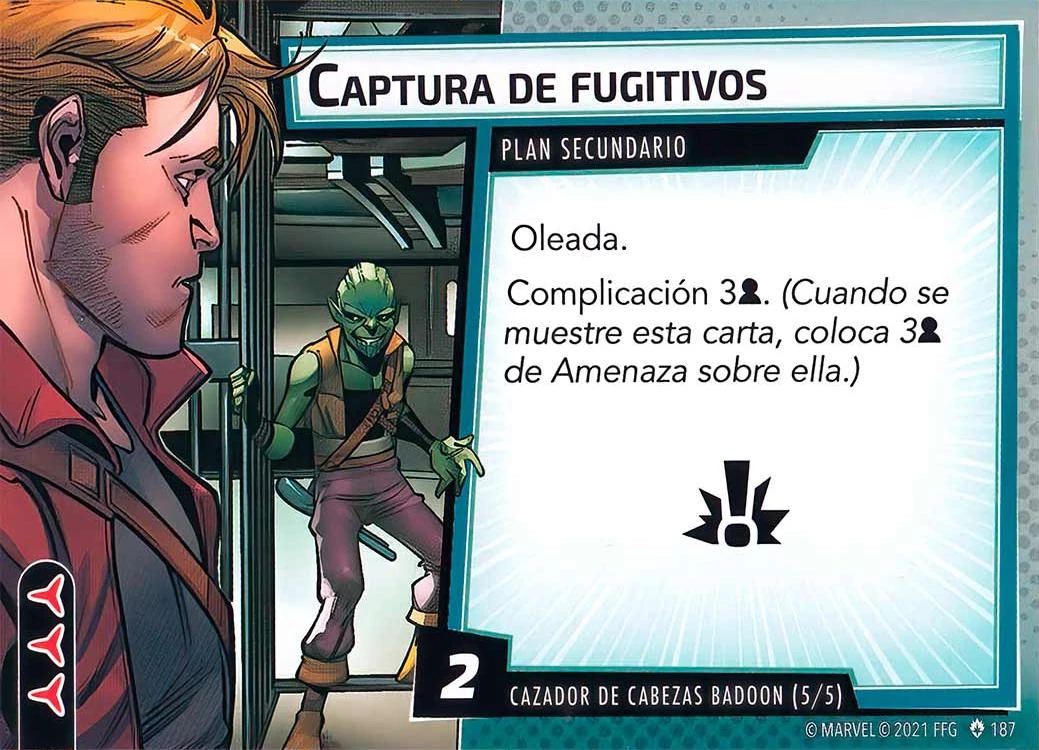 CAPTURA DE FUGITIVOS
PLAN SECUNDARIO
Oleada.
Complicación 3. (Cuando se
muestre esta carta, coloca 3
de Amenaza sobre ella.)
2
CAZADOR DE CABEZAS BADOON (5/5)
© MARVEL © 2021 FFG 187